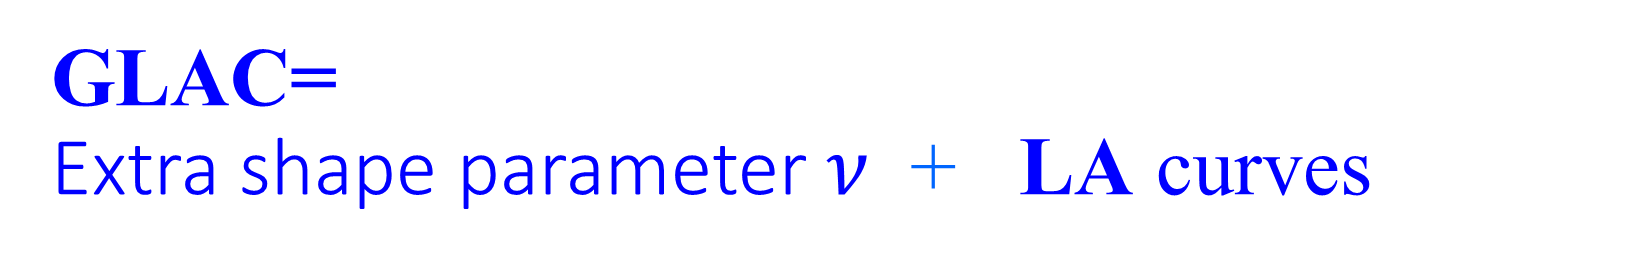 GLAC=
Extra shape parameter ν + LA curves